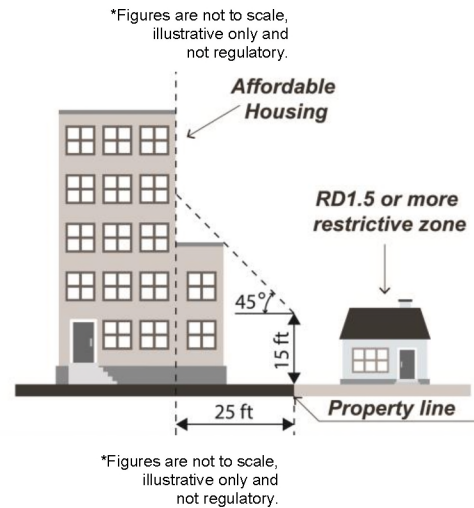 *Figures are not to scale,
illustrative only and
not regulatory.
Affordable
Housing
RD1.5 or more
restrictive zone
45°
15 ft
25 ft
Property line
*Figures are not to scale,
illustrative only and
not regulatory.